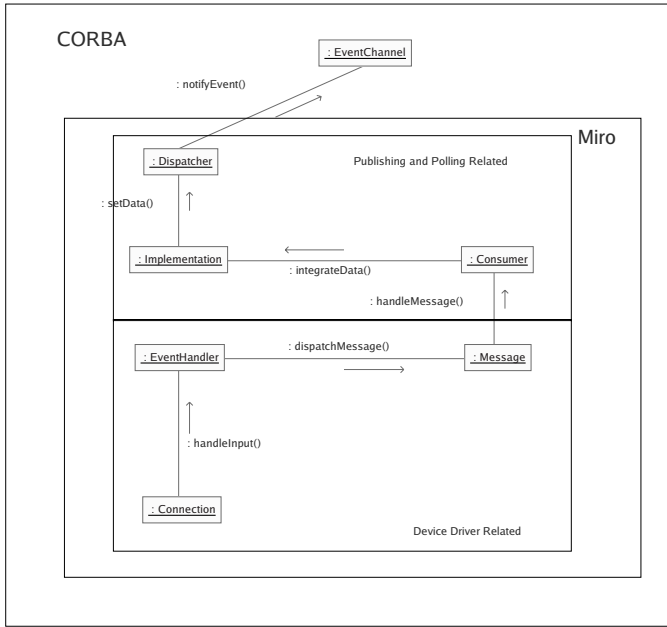 CORBA
: EventChannel
: notifyEvent()
Miro
: Dispatcher
Publishing and Polling Related
: setData()
: Implementation
: Consumer
: integrateData()
: handleMessage()
: dispatchMessage()
: EventHandler
: Message
: handleInput()
: Connection
Device Driver Related